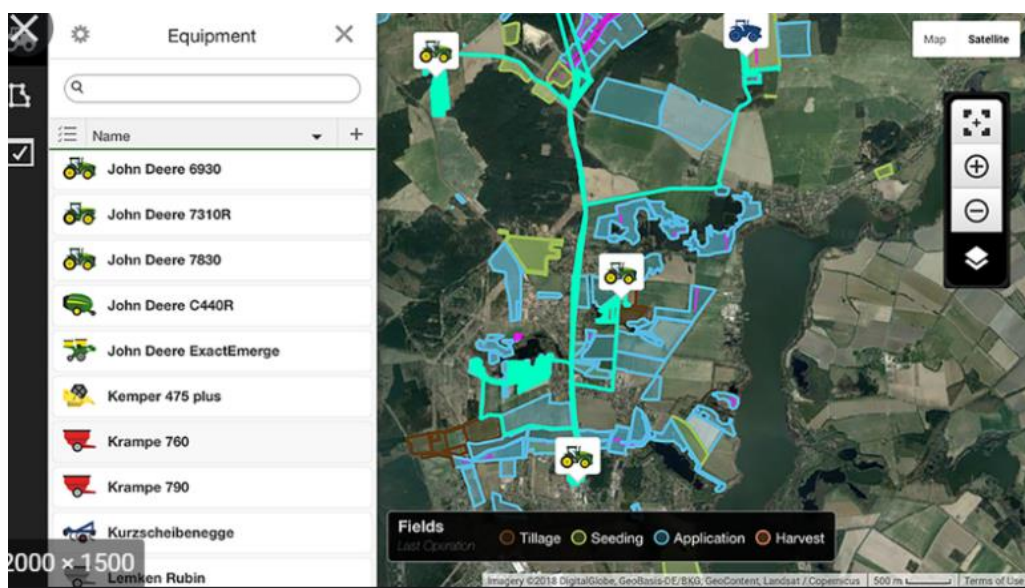 Equipment
Name
John Deere 6930
John Deere 7310R
John Deere 7830
John Deere C440R
John Deere ExactEmerge
Kemper 475 plus
Krampe 760
Krampe 790
Kurzscheibenegge
Lemken Rubin
2000 × 1500
Map Satellite
Fields
Last Operation
Tillage Seeding Application Harvest
Imagery ©2018 DigitalGlobe, GeoBasis-DE/BKG, GeoContent, Landsat / Copernicus 500 m Terms of Use